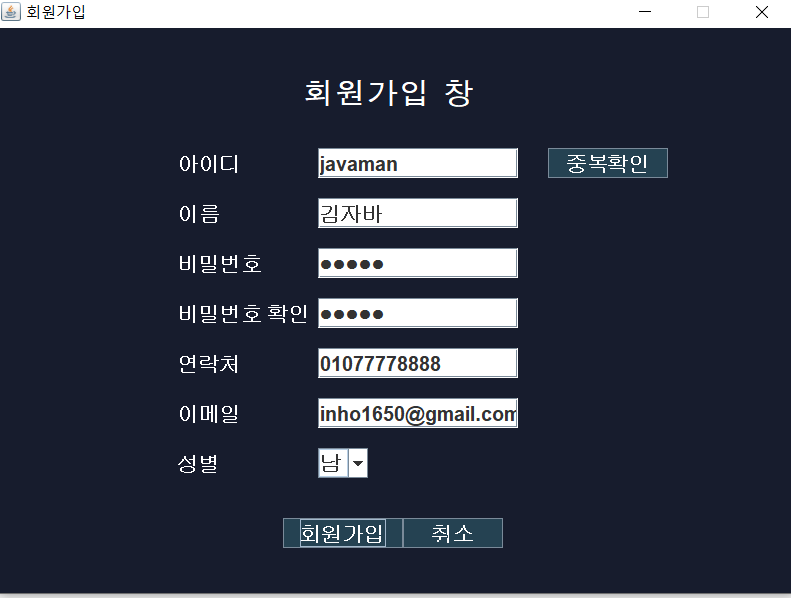 회원가입
회원가입 창
아이디 javaman 중복확인
이름 김자바
비밀번호 ●●●●●
비밀번호 확인 ●●●●●
연락처 01077778888
이메일 inho1650@gmail.com
성별 남
회원가입 취소